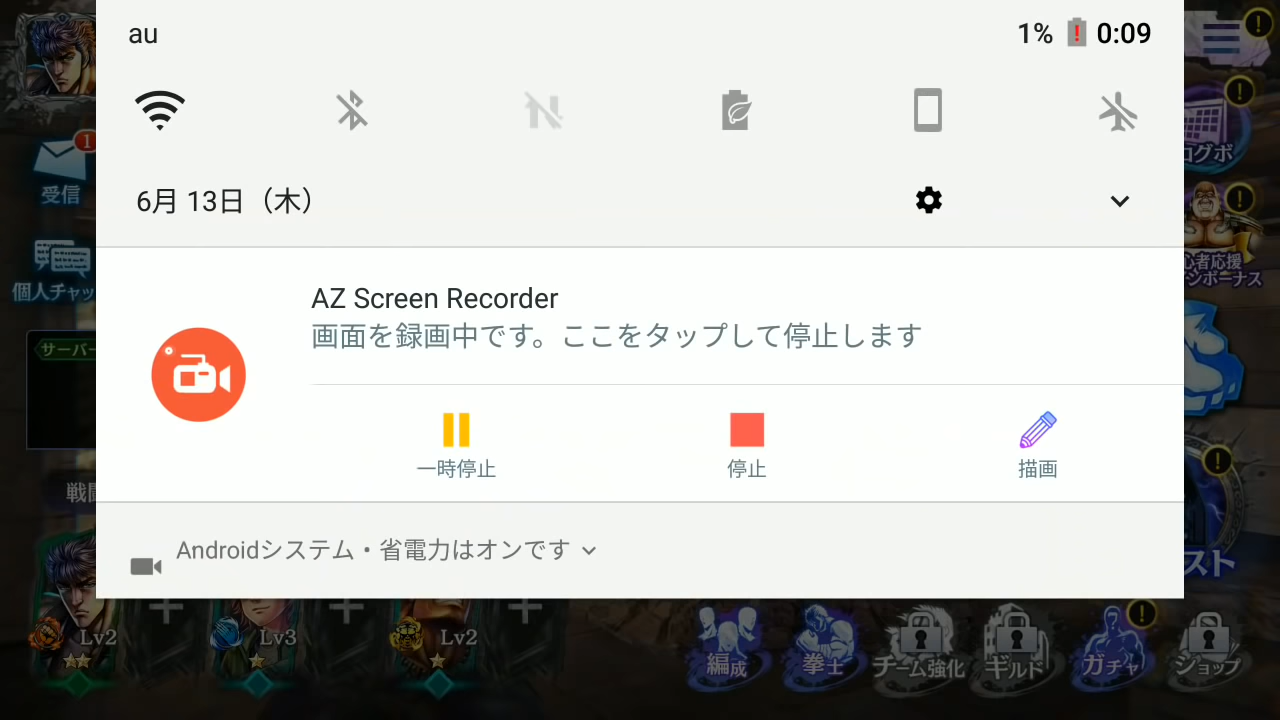 au
1% 0:09
6月 13日（木）
AZ Screen Recorder
画面を録画中です。ここをタップして停止します
一時停止
停止
描画
Androidシステム・省電力はオンです
1
受信
個人チャッ
サーバー
戦闘
ログボ
心者応援
ンボーナス
スト
Lv2
Lv3
Lv2
編成
拳士
チーム強化
ギルド
ガチャ
ショップ